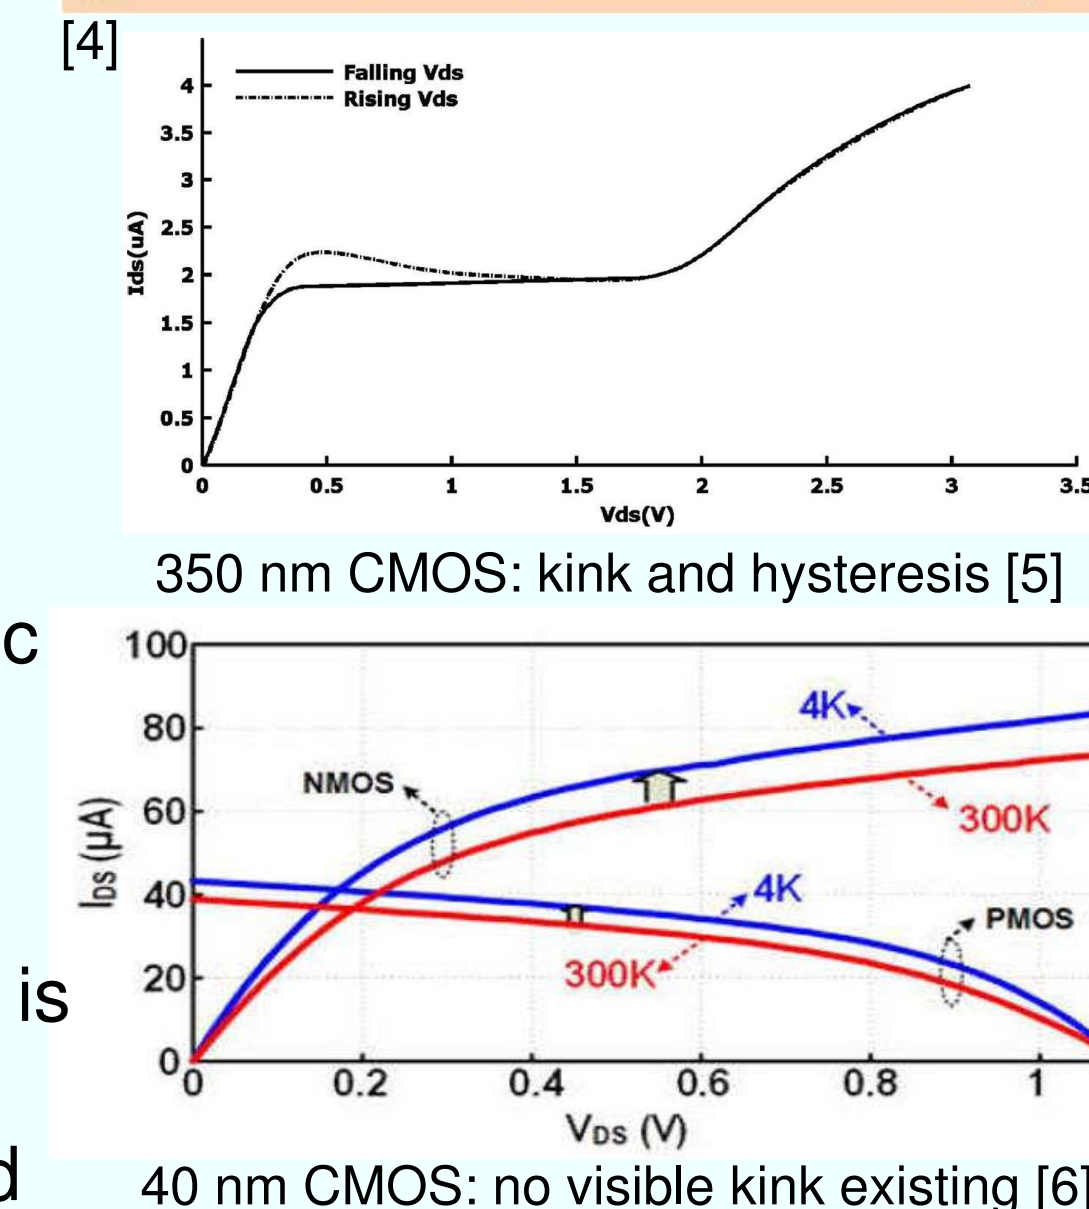 [4]
Falling Vds
Rising Vds
4
3.5
3
2.5
2
1.5
1
0.5
0
Ids(uA)
0 0.5 1 1.5 2 2.5 3 3.5
Vds(V)
350 nm CMOS: kink and hysteresis [5]
c
100
80
60
40
20
0
IDS (μA)
4K
NMOS
300K
4K
PMOS
300K
is
0 0.2 0.4 0.6 0.8 1
VDS (V)
d
40 nm CMOS: no visible kink existing [6]